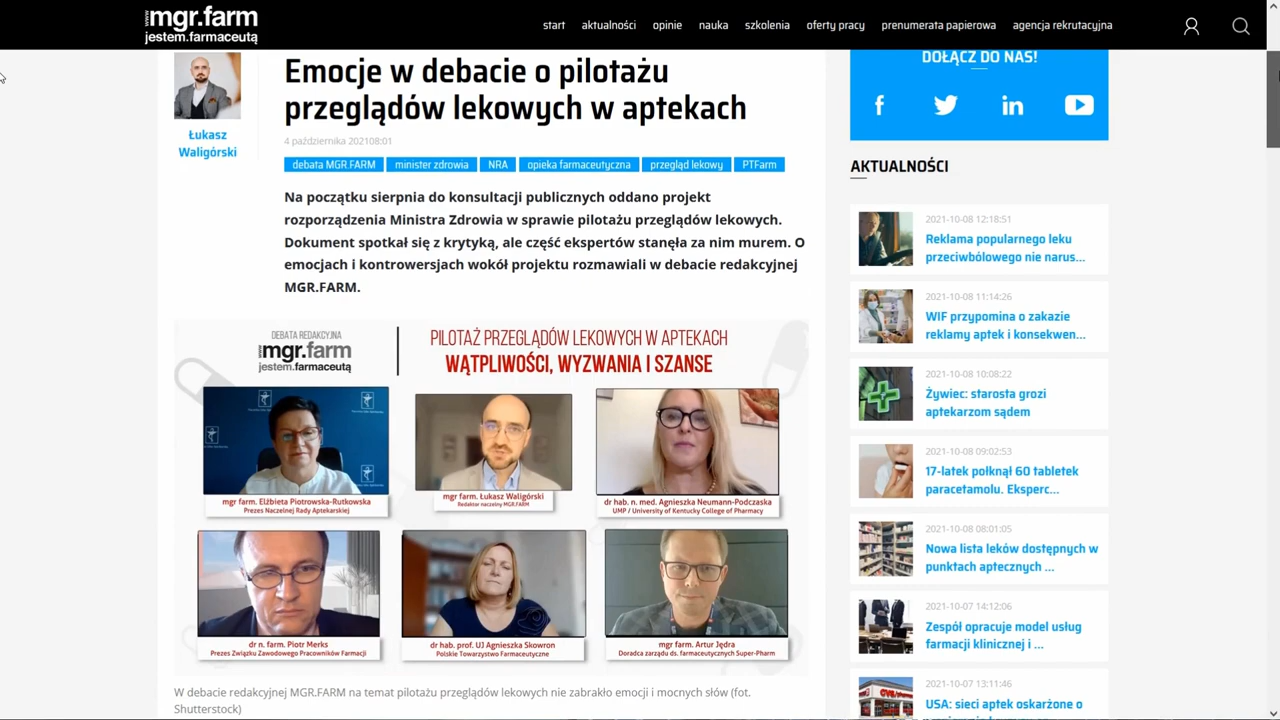 www
mgr.farm
jestem.farmaceutą
start aktualności opinie nauka szkolenia oferty pracy prenumerata papierowa agencja rekrutacyjna
Łukasz
Waligórski
Emocje w debacie o pilotażu
przeglądów lekowych w aptekach
4 października 202108:01
debata MGR.FARM minister zdrowia NRA opieka farmaceutyczna przegląd lekowy PTFarm
Na początku sierpnia do konsultacji publicznych oddano projekt
rozporządzenia Ministra Zdrowia w sprawie pilotażu przeglądów lekowych.
Dokument spotkał się z krytyką, ale część ekspertów stanęła za nim murem. O
emocjach i kontrowersjach wokół projektu rozmawiali w debacie redakcyjnej
MGR.FARM.
DEBATA REDAKCYJNA
www
mgr.farm
jestem.farmaceutą
PILOTAŻ PRZEGLĄDÓW LEKOWYCH W APTEKACH
WĄTPLIWOŚCI, WYZWANIA I SZANSE
mgr farm. Elżbieta Piotrowska-Rutkowska
Prezes Naczelnej Rady Aptekarskiej
mgr farm. Łukasz Waligórski
Redaktor naczelny MGR.FARM
dr hab. n. med. Agnieszka Neumann-Podczaska
UMP / University of Kentucky College of Pharmacy
dr n. farm. Piotr Merks
Prezes Związku Zawodowego Pracowników Farmacji
dr hab. prof. UJ Agnieszka Skowron
Polskie Towarzystwo Farmaceutyczne
mgr farm. Artur Jędra
Doradca zarządu ds. farmaceutycznych Super-Pharm
W debacie redakcyjnej MGR.FARM na temat pilotażu przeglądów lekowych nie zabrakło emocji i mocnych słów (fot.
Shutterstock)
DOŁĄCZ DO NAS!
AKTUALNOŚCI
2021-10-08 12:18:51
Reklama popularnego leku
przeciwbólowego nie narus...
2021-10-08 11:14:26
WIF przypomina o zakazie
reklamy aptek i konsekwen...
2021-10-08 10:08:22
Żywiec: starosta grozi
aptekarzom sądem
2021-10-08 09:02:53
17-latek połknął 60 tabletek
paracetamolu. Eksperc...
2021-10-08 08:01:05
Nowa lista leków dostępnych w
punktach aptecznych ...
2021-10-07 14:12:06
Zespół opracuje model usług
farmacji klinicznej i ...
2021-10-07 13:11:46
USA: sieci aptek oskarżone o